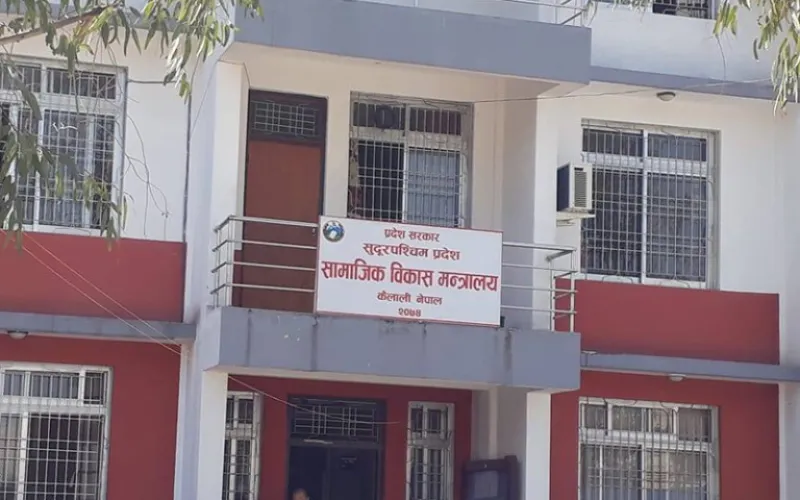 प्रदेश सरकार
सुदूरपश्चिम प्रदेश
सामाजिक विकास मन्त्रालय
कैलाली नेपाल
२०७४